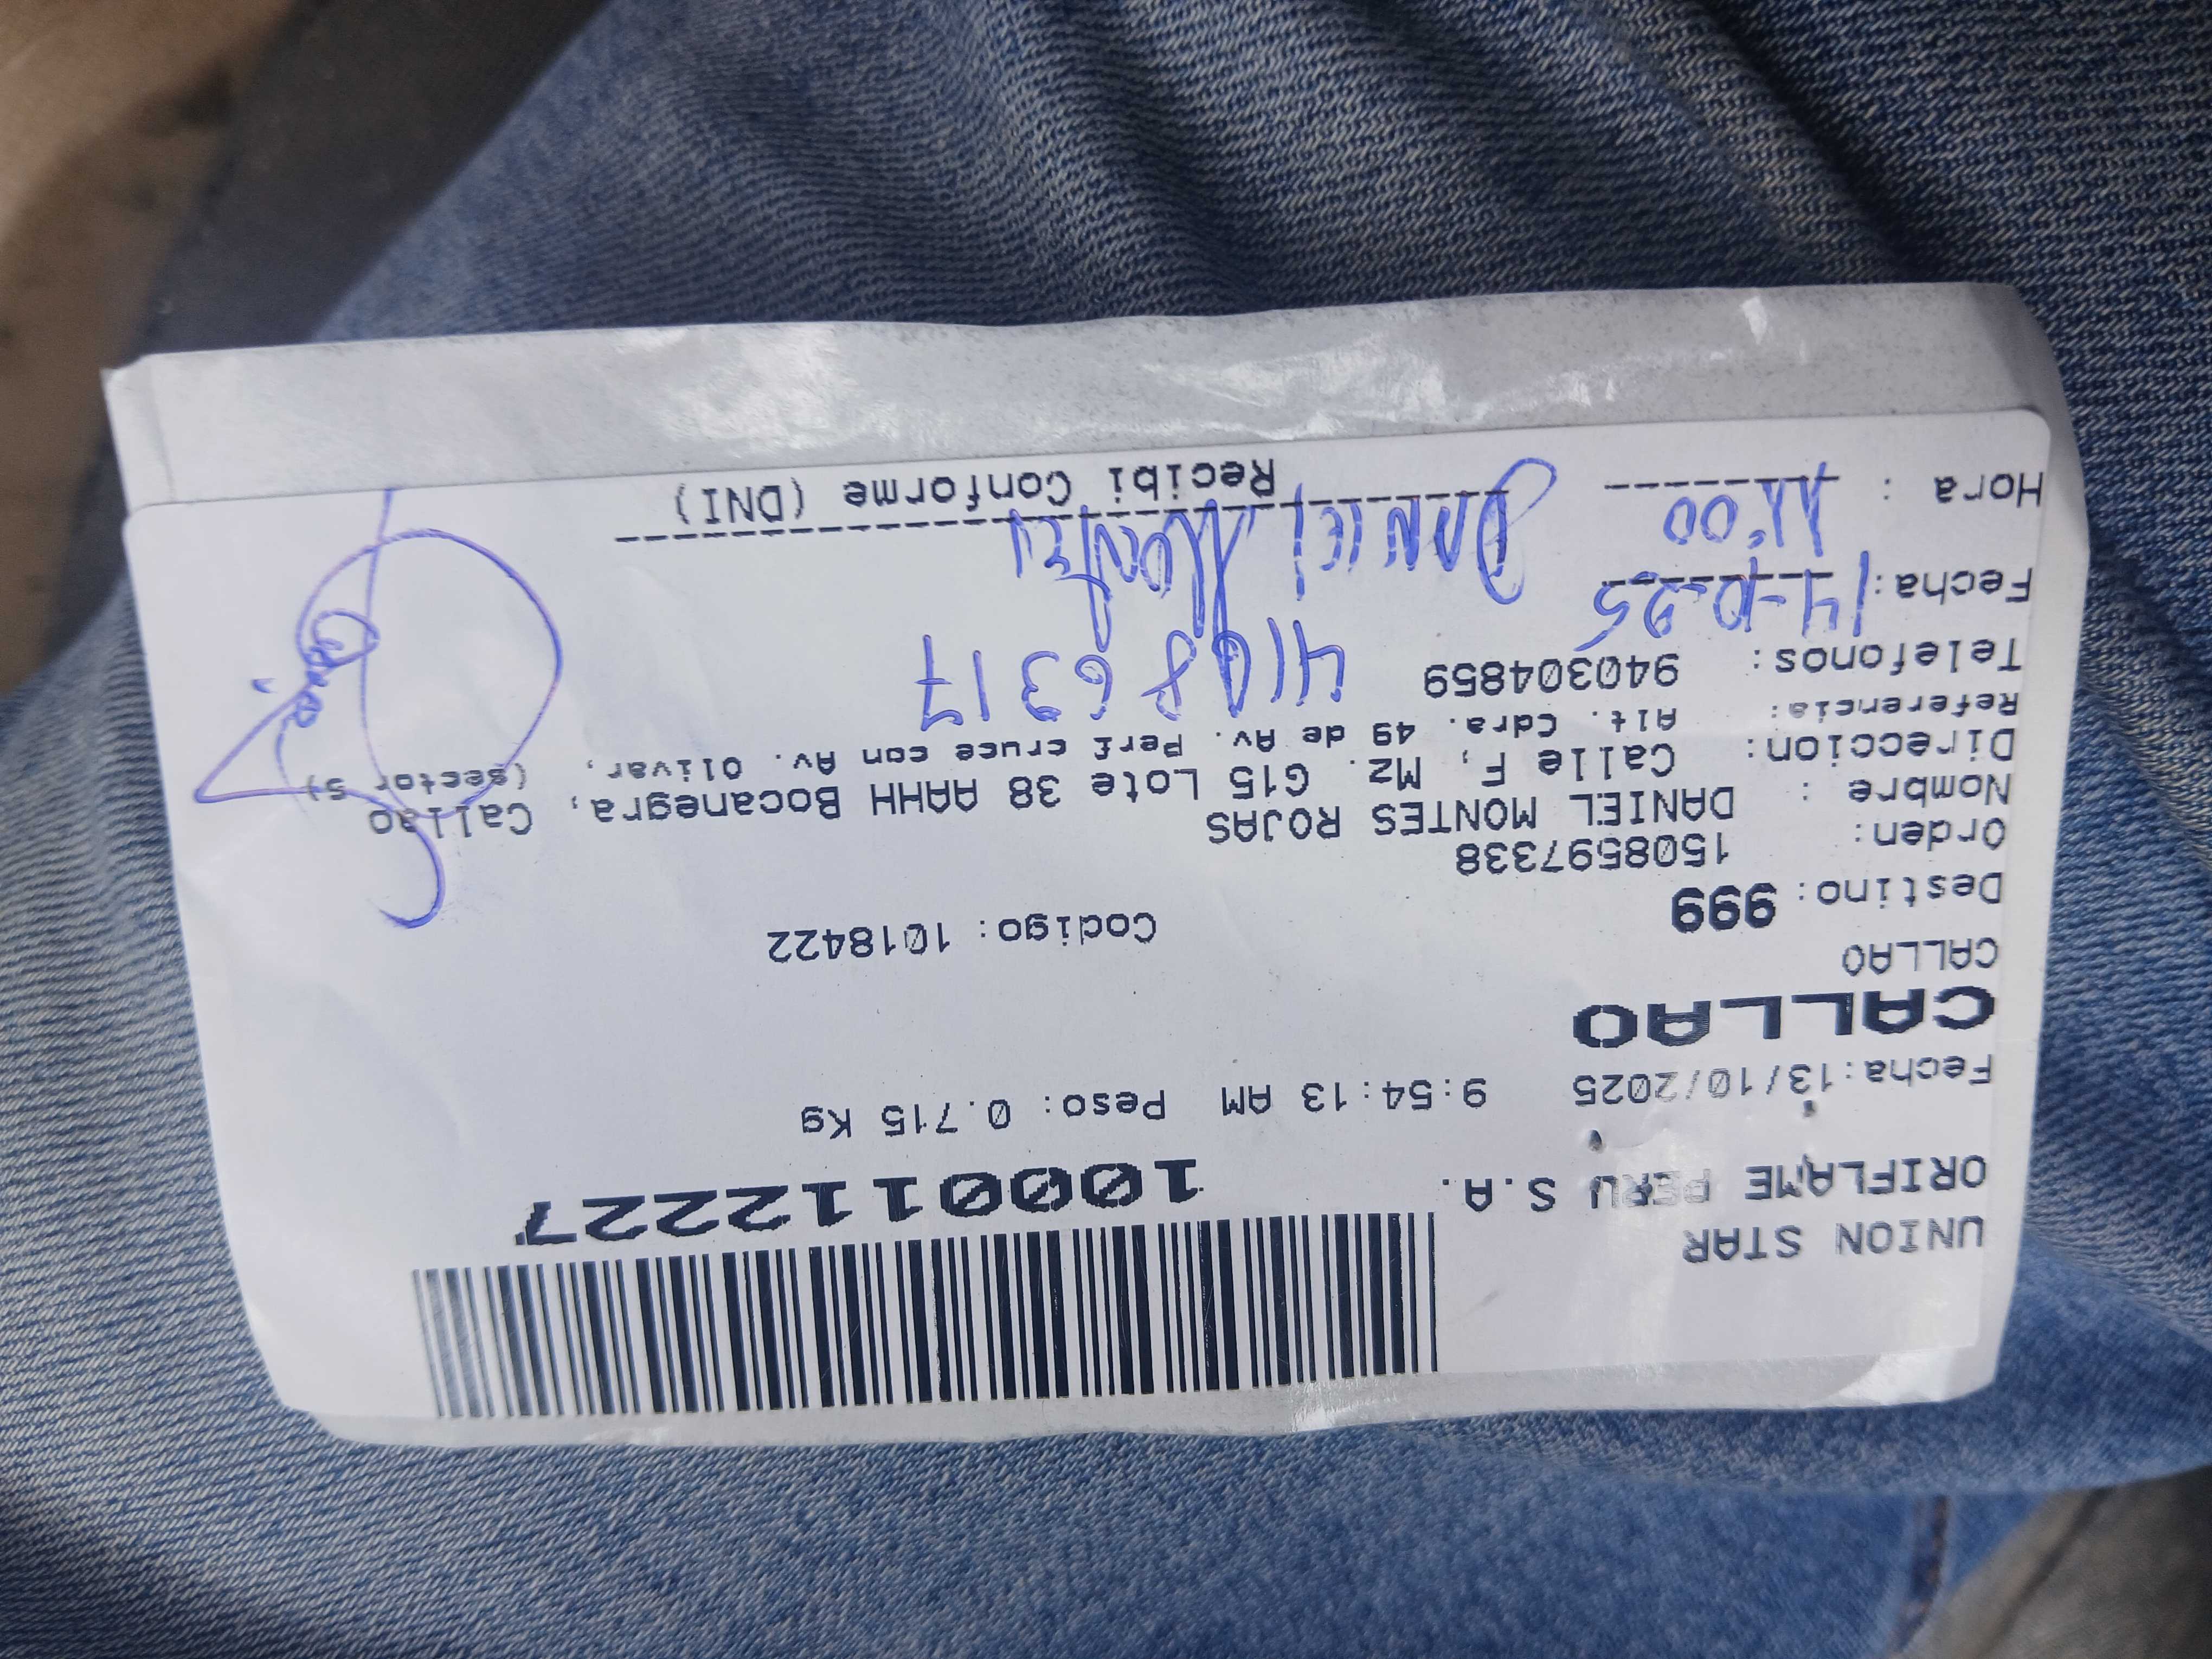 UNION STAR
ORIFLAME PERU S.A.
1000112227
Fecha:13/10/2025 9:54:13 AM Peso: 0.715 Kg
CALLAO
CALLAO
Codigo: 1018422
Destino: 999
Orden: 1508597338
Nombre : DANIEL MONTES ROJAS
Direccion: Calle F, Mz. G15 Lote 38 AAHH Bocanegra, Callao
Referencia: Alt. Cdra. 49 de Av. Perú cruce con Av. Olivar, (sector 5)
Telefonos: 940304859
Fecha: 14-10-25
Hora : 11:00
Daniel Montes
Recibi Conforme (DNI)